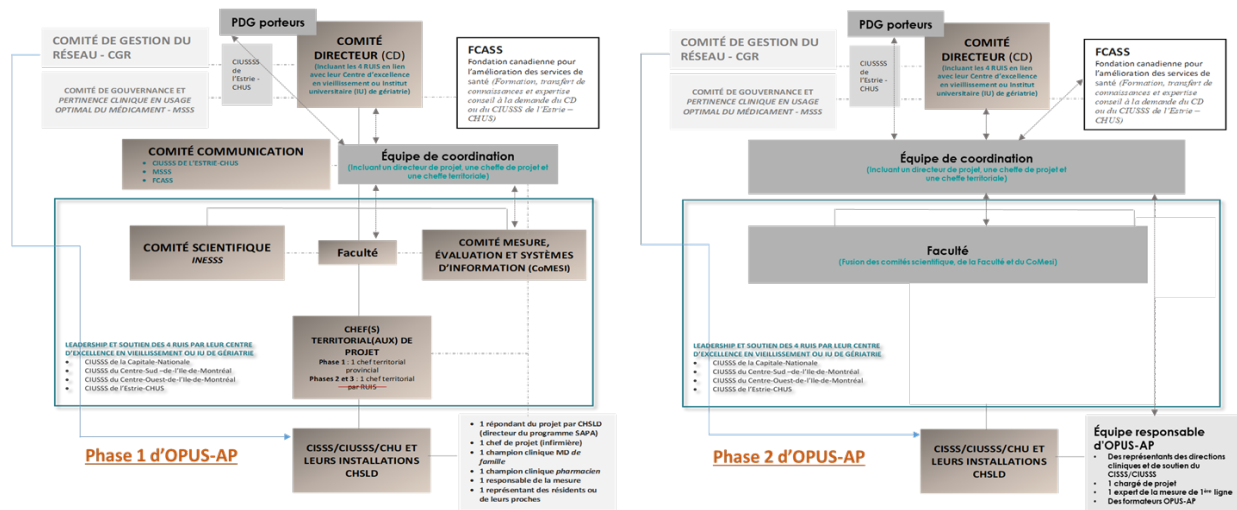 PDG porteurs
COMITÉ DE GESTION DU
RÉSEAU - CGR
CIUSSSS
de
l'Estrie -
CHUS
COMITÉ
DIRECTEUR (CD)
(Incluant les 4 RUIS en lien
avec leur Centre d'excellence
en vieillissement ou Institut
universitaire (IU) de gériatrie)
FCASS
Fondation canadienne pour
l'amélioration des services de
santé (Formation, transfert de
connaissances et expertise
conseil à la demande du CD
ou du CIUSSS de l'Estrie –
CHUS)
COMITÉ DE GOUVERNANCE ET
PERTINENCE CLINIQUE EN USAGE
OPTIMAL DU MÉDICAMENT - MSSS
COMITÉ COMMUNICATION
• CIUSSS DE L'ESTRIE-CHUS
• MSSS
• FCASS
Équipe de coordination
(Incluant un directeur de projet, une cheffe de projet et
une cheffe territoriale)
COMITÉ SCIENTIFIQUE
INESSS
Faculté
COMITÉ MESURE,
ÉVALUATION ET SYSTÈMES
D'INFORMATION (CoMESI)
CHEF(S)
TERRITORIAL(AUX) DE
PROJET
Phase 1 : 1 chef territorial
provincial
Phases 2 et 3 : 1 chef territorial
par RUIS
LEADERSHIP ET SOUTIEN DES 4 RUIS PAR LEUR CENTRE
D'EXCELLENCE EN VIEILLISSEMENT OU IU DE GÉRIATRIE
• CIUSSS de la Capitale-Nationale
• CIUSSS du Centre-Sud –de-l'Ile-de-Montréal
• CIUSSS du Centre-Ouest-de-l'Ile-de-Montréal
• CIUSSS de l'Estrie-CHUS
Phase 1 d'OPUS-AP
CISSS/CIUSSS/CHU ET
LEURS INSTALLATIONS
CHSLD
• 1 répondant du projet par CHSLD
(directeur du programme SAPA)
• 1 chef de projet (infirmière)
• 1 champion clinique MD de
famille
• 1 champion clinique pharmacien
• 1 responsable de la mesure
• 1 représentant des résidents ou
de leurs proches
PDG porteurs
COMITÉ DE GESTION DU
RÉSEAU - CGR
CIUSSSS
de
l'Estrie -
CHUS
COMITÉ
DIRECTEUR (CD)
(Incluant les 4 RUIS en lien
avec leur Centre d'excellence
en vieillissement ou Institut
universitaire (IU) de gériatrie)
FCASS
Fondation canadienne pour
l'amélioration des services de
santé (Formation, transfert de
connaissances et expertise
conseil à la demande du CD
ou du CIUSSS de l'Estrie –
CHUS)
COMITÉ DE GOUVERNANCE ET
PERTINENCE CLINIQUE EN USAGE
OPTIMAL DU MÉDICAMENT - MSSS
Équipe de coordination
(Incluant un directeur de projet, une cheffe de projet et
une cheffe territoriale)
Faculté
(Fusion des comités scientifique, de la Faculté et du CoMesi)
LEADERSHIP ET SOUTIEN DES 4 RUIS PAR LEUR CENTRE
D'EXCELLENCE EN VIEILLISSEMENT OU IU DE GÉRIATRIE
• CIUSSS de la Capitale-Nationale
• CIUSSS du Centre-Sud –de-l'Ile-de-Montréal
• CIUSSS du Centre-Ouest-de-l'Ile-de-Montréal
• CIUSSS de l'Estrie-CHUS
Phase 2 d'OPUS-AP
CISSS/CIUSSS/CHU ET
LEURS INSTALLATIONS
CHSLD
Équipe responsable
d'OPUS-AP
• Des représentants des directions
cliniques et de soutien du
CISSS/CIUSSS
• 1 chargé de projet
• 1 expert de la mesure de 1ère ligne
• Des formateurs OPUS-AP